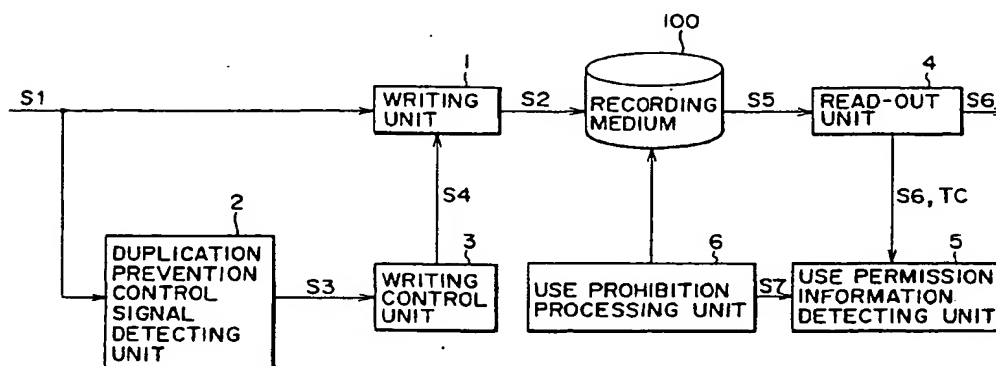 100
S1
1
WRITING
UNIT
S2
RECORDING
MEDIUM
S5
4
READ-OUT
UNIT
S6
S4
S6, TC
2
DUPLICATION
PREVENTION
CONTROL
SIGNAL
DETECTING
UNIT
S3
3
WRITING
CONTROL
UNIT
6
USE PROHIBITION
PROCESSING UNIT
S7
5
USE PERMISSION
INFORMATION
DETECTING UNIT